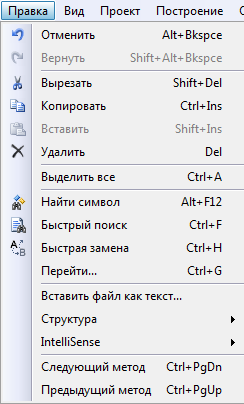 Правка Вид Проект Построение
Отменить Alt+Bkspce
Вернуть Shift+Alt+Bkspce
Вырезать Shift+Del
Копировать Ctrl+Ins
Вставить Shift+Ins
Удалить Del
Выделить все Ctrl+A
Найти символ Alt+F12
Быстрый поиск Ctrl+F
Быстрая замена Ctrl+H
Перейти... Ctrl+G
Вставить файл как текст...
Структура
IntelliSense
Следующий метод Ctrl+PgDn
Предыдущий метод Ctrl+PgUp